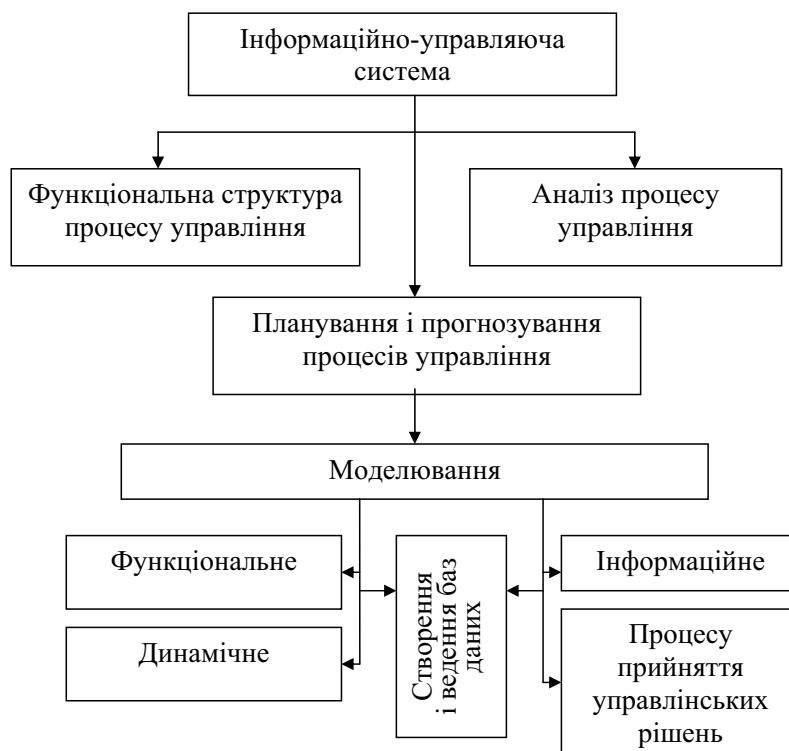 Інформаційно-управляюча
система
Функціональна структура
процесу управління
Аналіз процесу
управління
Планування і прогнозування
процесів управління
Моделювання
Функціональне
Динамічне
Створення
і ведення баз
даних
Інформаційне
Процесу
прийняття
управлінських
рішень